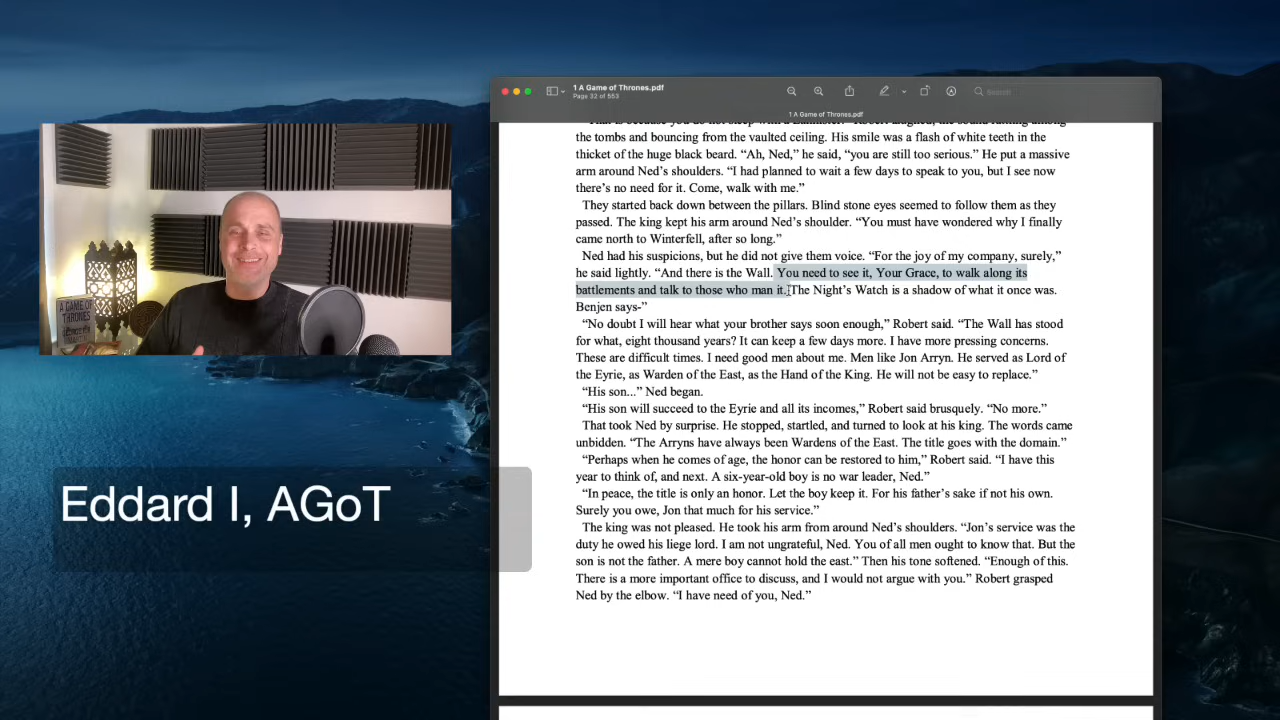 1 A Game of Thrones.pdf
Page 32 of 553
Search
1 A Game of Thrones.pdf
the tombs and bouncing from the vaulted ceiling. His smile was a flash of white teeth in the
thicket of the huge black beard. “Ah, Ned,” he said, “you are still too serious.” He put a massive
arm around Ned’s shoulders. “I had planned to wait a few days to speak to you, but I see now
there’s no need for it. Come, walk with me.”
They started back down between the pillars. Blind stone eyes seemed to follow them as they
passed. The king kept his arm around Ned’s shoulder. “You must have wondered why I finally
came north to Winterfell, after so long.”
Ned had his suspicions, but he did not give them voice. “For the joy of my company, surely,”
he said lightly. “And there is the Wall. You need to see it, Your Grace, to walk along its
battlements and talk to those who man it. The Night’s Watch is a shadow of what it once was.
Benjen says-”
“No doubt I will hear what your brother says soon enough,” Robert said. “The Wall has stood
for what, eight thousand years? It can keep a few days more. I have more pressing concerns.
These are difficult times. I need good men about me. Men like Jon Arryn. He served as Lord of
the Eyrie, as Warden of the East, as the Hand of the King. He will not be easy to replace.”
“His son...” Ned began.
“His son will succeed to the Eyrie and all its incomes,” Robert said brusquely. “No more.”
That took Ned by surprise. He stopped, startled, and turned to look at his king. The words came
unbidden. “The Arryns have always been Wardens of the East. The title goes with the domain.”
“Perhaps when he comes of age, the honor can be restored to him,” Robert said. “I have this
year to think of, and next. A six-year-old boy is no war leader, Ned.”
“In peace, the title is only an honor. Let the boy keep it. For his father’s sake if not his own.
Surely you owe, Jon that much for his service.”
The king was not pleased. He took his arm from around Ned’s shoulders. “Jon’s service was the
duty he owed his liege lord. I am not ungrateful, Ned. You of all men ought to know that. But the
son is not the father. A mere boy cannot hold the east.” Then his tone softened. “Enough of this.
There is a more important office to discuss, and I would not argue with you.” Robert grasped
Ned by the elbow. “I have need of you, Ned.”
A GAME OF
THRONES
Eddard I, AGoT